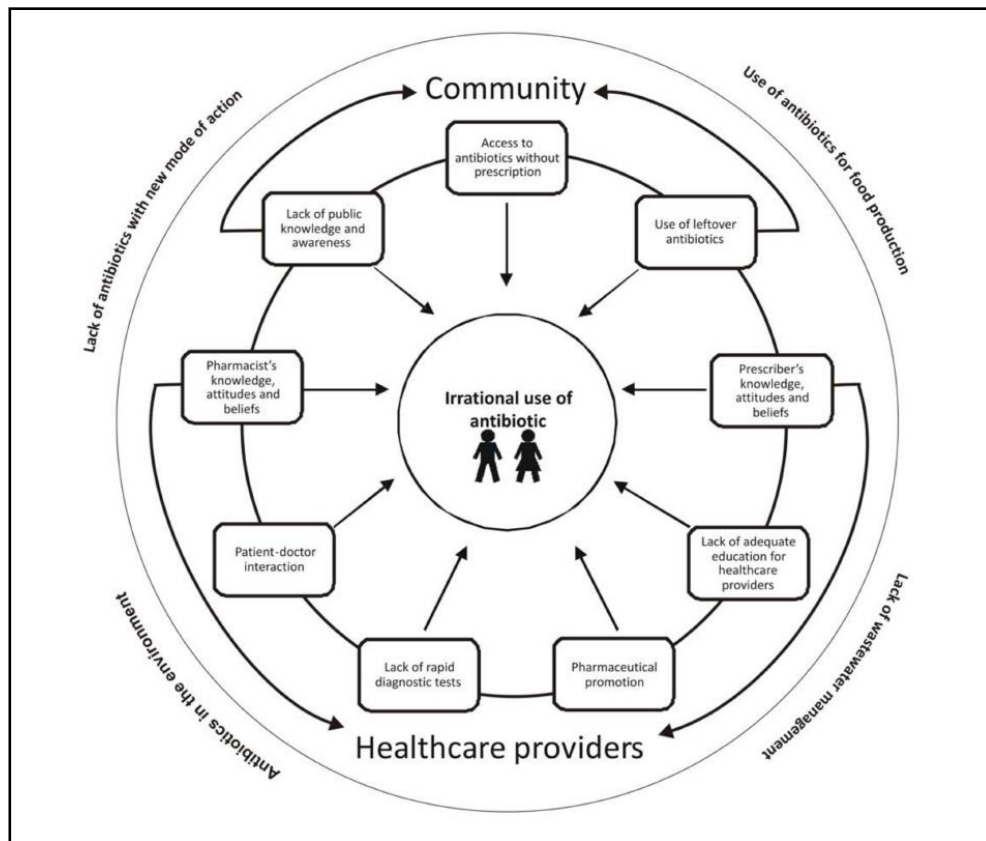 Community
Lack of antibiotics with new mode of action
Use of antibiotics for food production
Access to
antibiotics without
prescription
Lack of public
knowledge and
awareness
Use of leftover
antibiotics
Pharmacist's
knowledge,
attitudes and
beliefs
Irrational use of
antibiotic
Prescriber's
knowledge,
attitudes and
beliefs
Patient-doctor
interaction
Lack of adequate
education for
healthcare
providers
Lack of rapid
diagnostic tests
Pharmaceutical
promotion
Antibiotics in the environment
Lack of wastewater management
Healthcare providers